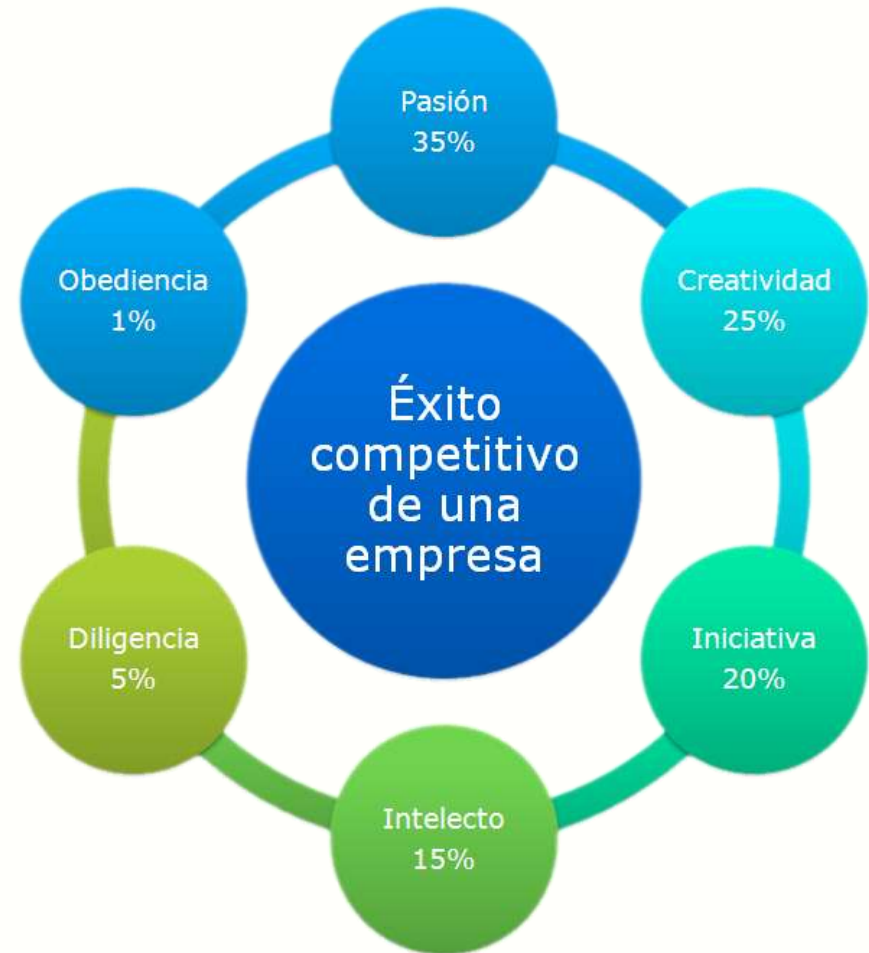 Pasión
35%
Creatividad
25%
Iniciativa
20%
Intelecto
15%
Diligencia
5%
Obediencia
1%
Éxito
competitivo
de una
empresa